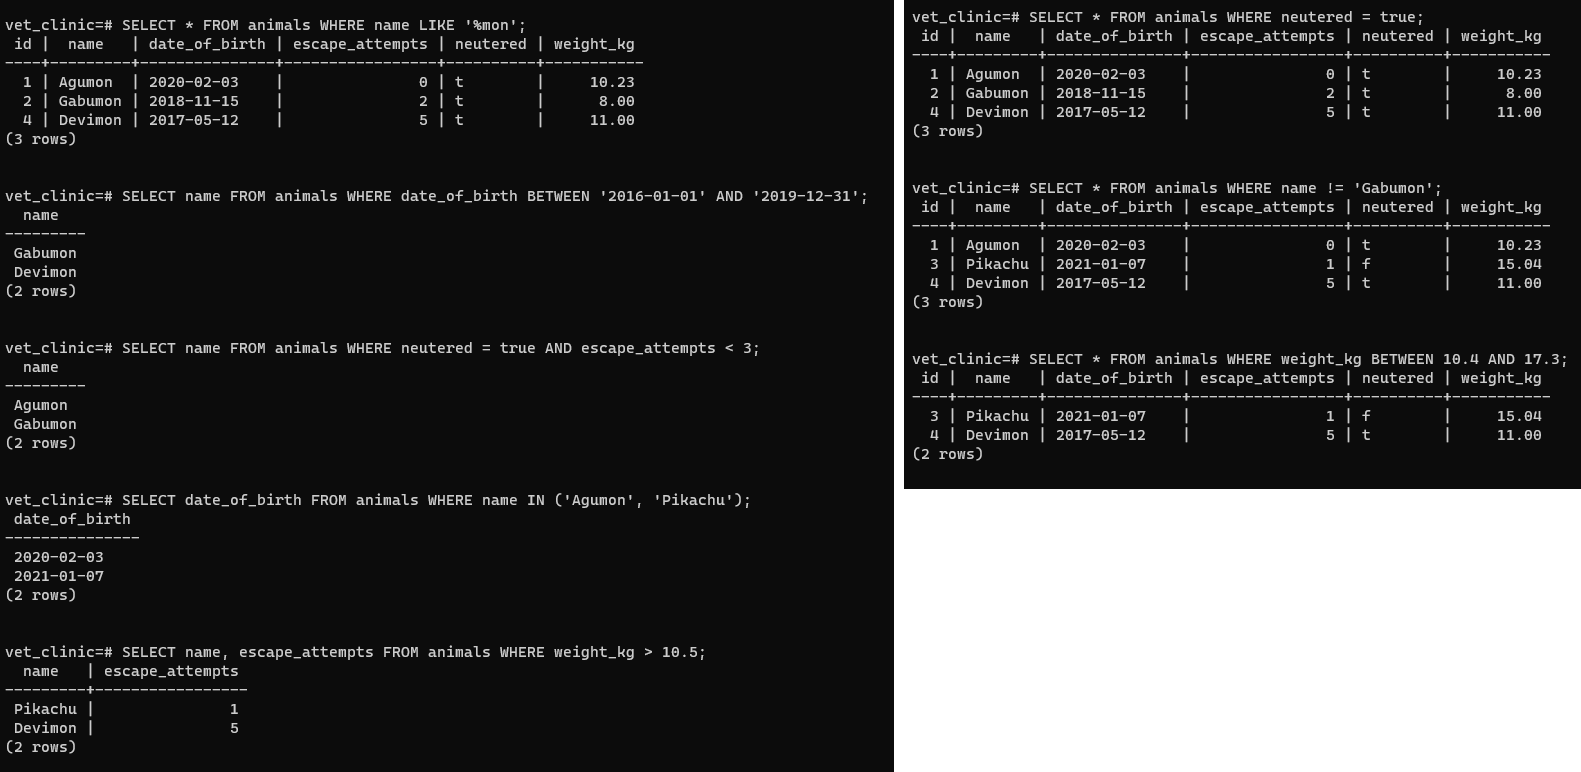 vet_clinic=# SELECT * FROM animals WHERE name LIKE '%mon';
 id |  name   | date_of_birth | escape_attempts | neutered | weight_kg
----+---------+---------------+-----------------+----------+-----------
  1 | Agumon  | 2020-02-03    |               0 | t        |     10.23
  2 | Gabumon | 2018-11-15    |               2 | t        |      8.00
  4 | Devimon | 2017-05-12    |               5 | t        |     11.00
(3 rows)
vet_clinic=# SELECT name FROM animals WHERE date_of_birth BETWEEN '2016-01-01' AND '2019-12-31';
  name
---------
 Gabumon
 Devimon
(2 rows)
vet_clinic=# SELECT name FROM animals WHERE neutered = true AND escape_attempts < 3;
  name
---------
 Agumon
 Gabumon
(2 rows)
vet_clinic=# SELECT date_of_birth FROM animals WHERE name IN ('Agumon', 'Pikachu');
 date_of_birth
---------------
 2020-02-03
 2021-01-07
(2 rows)
vet_clinic=# SELECT name, escape_attempts FROM animals WHERE weight_kg > 10.5;
  name   | escape_attempts
---------+-----------------
 Pikachu |               1
 Devimon |               5
(2 rows)
vet_clinic=# SELECT * FROM animals WHERE neutered = true;
 id |  name   | date_of_birth | escape_attempts | neutered | weight_kg
----+---------+---------------+-----------------+----------+-----------
  1 | Agumon  | 2020-02-03    |               0 | t        |     10.23
  2 | Gabumon | 2018-11-15    |               2 | t        |      8.00
  4 | Devimon | 2017-05-12    |               5 | t        |     11.00
(3 rows)
vet_clinic=# SELECT * FROM animals WHERE name != 'Gabumon';
 id |  name   | date_of_birth | escape_attempts | neutered | weight_kg
----+---------+---------------+-----------------+----------+-----------
  1 | Agumon  | 2020-02-03    |               0 | t        |     10.23
  3 | Pikachu | 2021-01-07    |               1 | f        |     15.04
  4 | Devimon | 2017-05-12    |               5 | t        |     11.00
(3 rows)
vet_clinic=# SELECT * FROM animals WHERE weight_kg BETWEEN 10.4 AND 17.3;
 id |  name   | date_of_birth | escape_attempts | neutered | weight_kg
----+---------+---------------+-----------------+----------+-----------
  3 | Pikachu | 2021-01-07    |               1 | f        |     15.04
  4 | Devimon | 2017-05-12    |               5 | t        |     11.00
(2 rows)